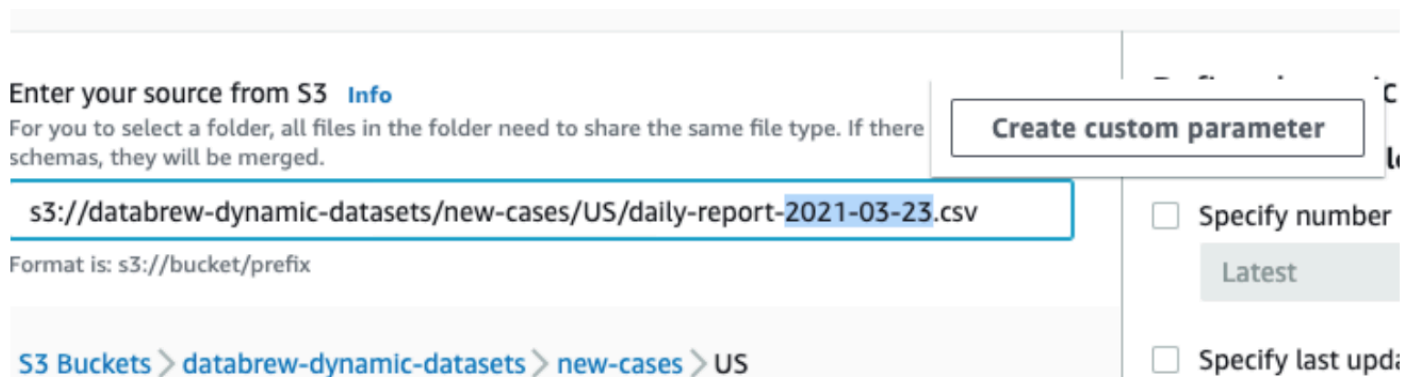 Enter your source from S3 Info
For you to select a folder, all files in the folder need to share the same file type. If there
schemas, they will be merged.
Create custom parameter
s3://databrew-dynamic-datasets/new-cases/US/daily-report-2021-03-23.csv
Format is: s3://bucket/prefix
S3 Buckets > databrew-dynamic-datasets > new-cases > US
Specify number
Latest
Specify last